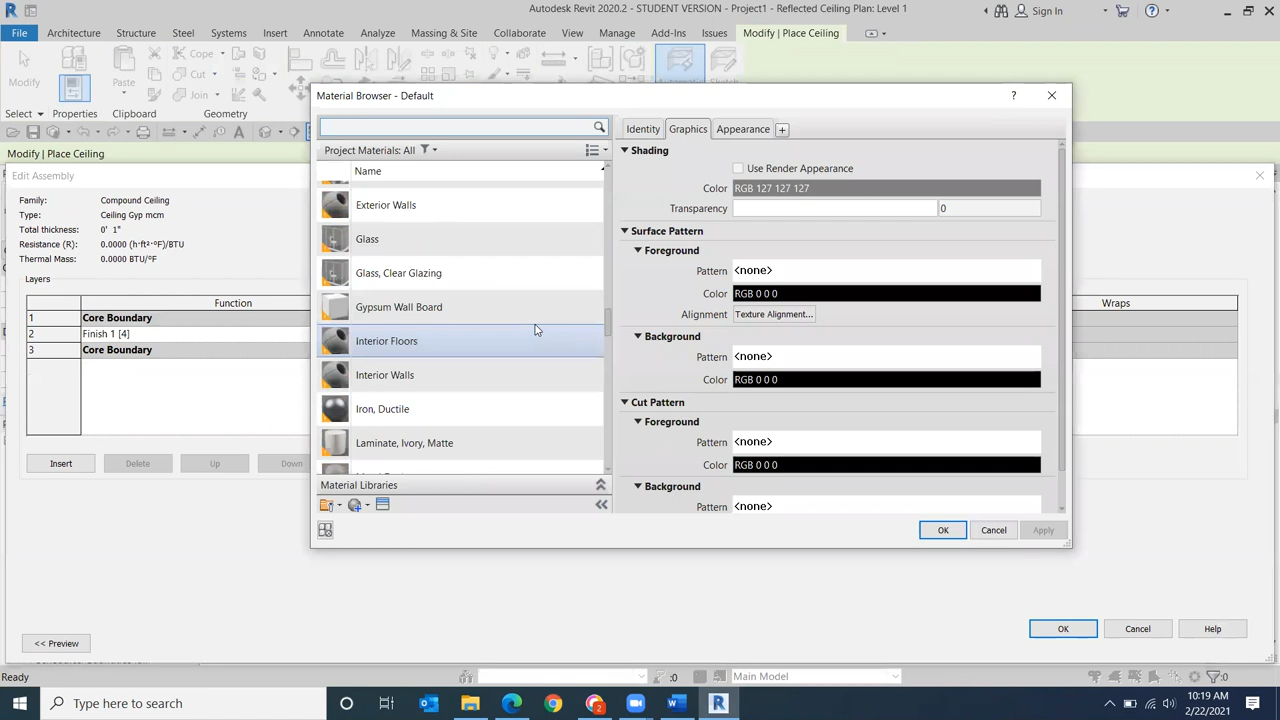 Autodesk Revit 2020.2 - STUDENT VERSION - Project1 - Reflected Ceiling Plan: Level 1
Sign In
File Architecture Structure Steel Systems Insert Annotate Analyze Massing & Site Collaborate View Manage Add-Ins Issues Modify | Place Ceiling
Modify Paste Cope Cut Join
Select Properties Clipboard Geometry
Modify | Place Ceiling
Edit Assembly
Family: Compound Ceiling
Type: Ceiling Gyp mcm
Total thickness: 0' 1"
Resistance (R): 0.0000 (h·ft²·°F)/BTU
Thermal Mass: 0.0000 BTU/°F
Layers
Function Wraps
1 Core Boundary
2 Finish 1 [4]
3 Core Boundary
Insert Delete Up Down
<< Preview
OK Cancel Help
Material Browser - Default
Project Materials: All
Name
Exterior Walls
Glass
Glass, Clear Glazing
Gypsum Wall Board
Interior Floors
Interior Walls
Iron, Ductile
Laminate, Ivory, Matte
Material Libraries
Identity Graphics Appearance
Shading
Use Render Appearance
Color RGB 127 127 127
Transparency 0
Surface Pattern
Foreground
Pattern <none>
Color RGB 0 0 0
Alignment Texture Alignment...
Background
Pattern <none>
Color RGB 0 0 0
Cut Pattern
Foreground
Pattern <none>
Color RGB 0 0 0
Background
Pattern <none>
OK Cancel Apply
Ready :0 Main Model :0
Type here to search
10:19 AM
2/22/2021